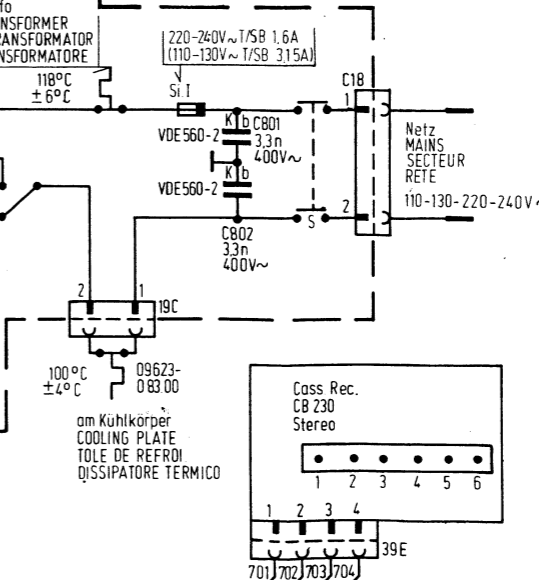 fo
NSFORMER
RANSFORMATOR
NSFORMATORE
220-240V~T/SB 1,6A
(110-130V~ T/SB 3,15A)
118°C
±6°C
Si.I
C18
K b C801
VDE560-2
3,3n
400V~
1
Netz
MAINS
SECTEUR
RETE
110-130-220-240V~
K b
VDE560-2
S
2
C802
3,3n
400V~
2 1
19C
100°C
±4°C
09623-
083.00
am Kühlkörper
COOLING PLATE
TOLE DE REFROI
DISSIPATORE TERMICO
Cass Rec.
CB 230
Stereo
1 2 3 4 5 6
1 2 3 4
39E
701 702 703 704